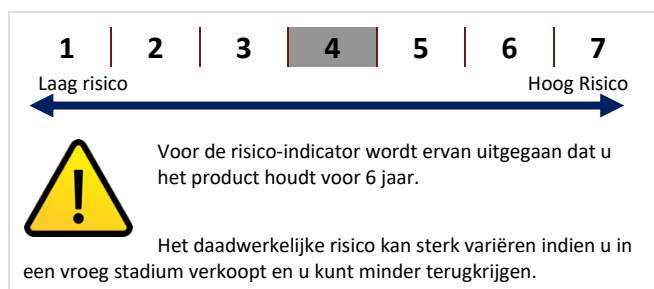 1 2 3 4 5 6 7
Laag risico Hoog Risico
Voor de risico-indicator wordt ervan uitgegaan dat u
het product houdt voor 6 jaar.
Het daadwerkelijke risico kan sterk variëren indien u in
een vroeg stadium verkoopt en u kunt minder terugkrijgen.